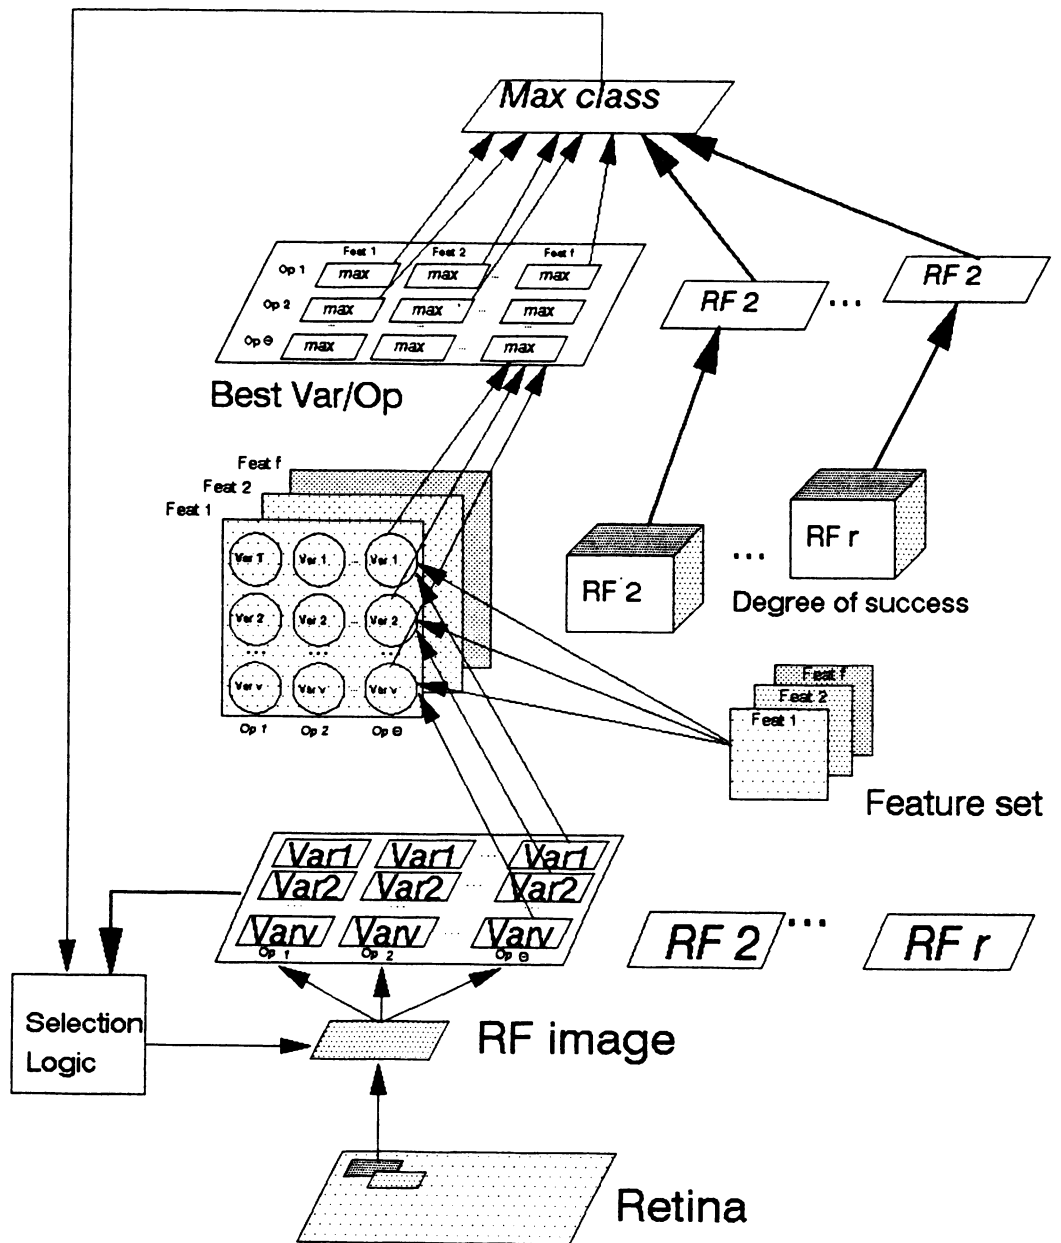 Max class
Feat 1 Feat 2 Feat f
Op 1 max max ... max
Op 2 max max ... max
... ... ...
Op Θ max max ... max
Best Var/Op
RF 2 ... RF 2
Feat f
Feat 2
Feat 1
Var 1 Var 1 ... Var 1
Var 2 Var 2 ... Var 2
... ... ...
Var v Var v ... Var v
Op 1 Op 2 Op Θ
RF 2 ... RF r
Degree of success
Feat f
Feat 2
Feat 1
Feature set
Var1 Var1 ... Var1
Var2 Var2 ... Var2
... ... ...
Varv Varv ... Varv
Op 1 Op 2 Op Θ
RF 2 ... RF r
Selection
Logic
RF image
Retina